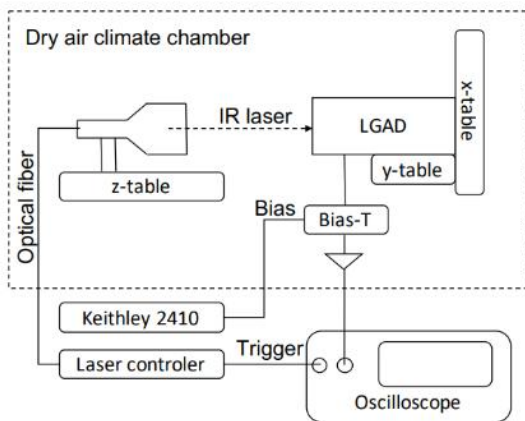 Dry air climate chamber
IR laser
LGAD
x-table
y-table
z-table
Optical fiber
Bias
Bias-T
Keithley 2410
Laser controler
Trigger
Oscilloscope